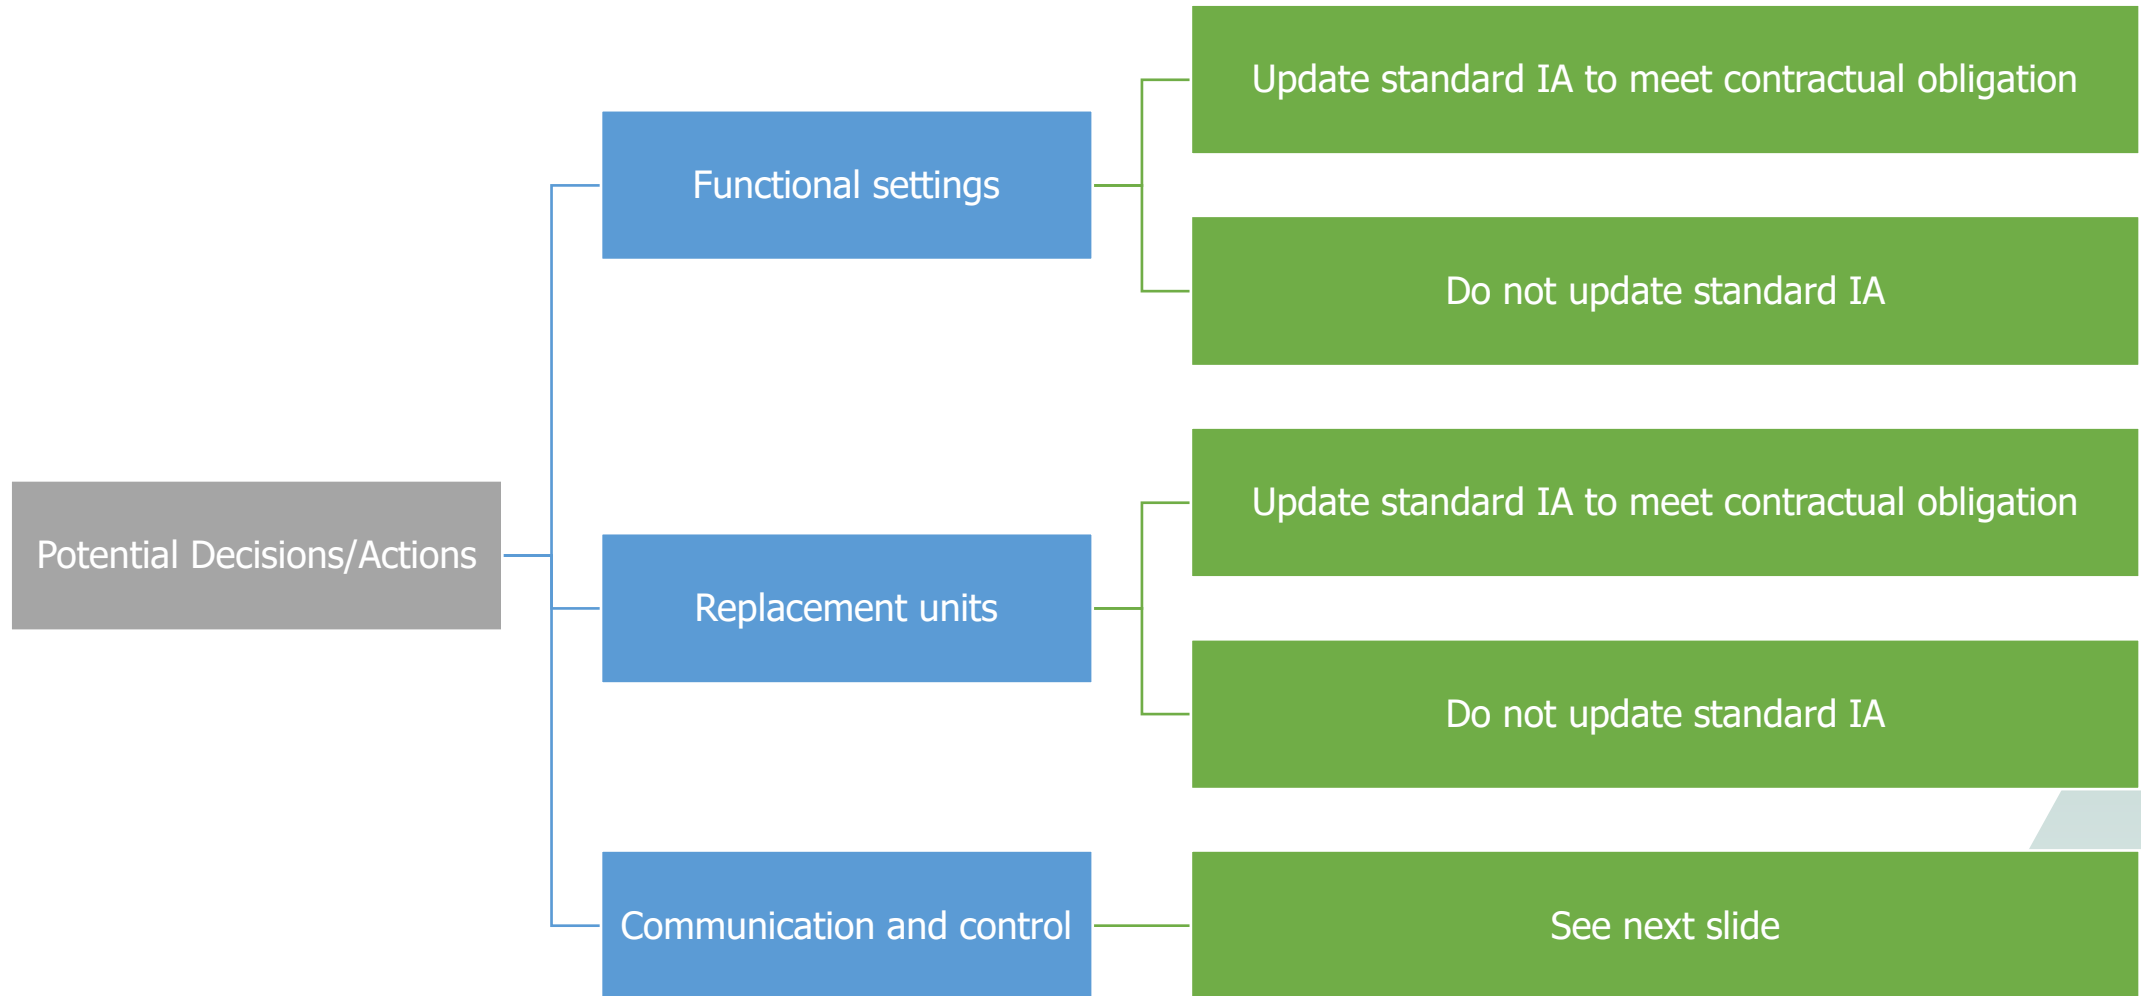 Potential Decisions/Actions
Functional settings
Update standard IA to meet contractual obligation
Do not update standard IA
Replacement units
Update standard IA to meet contractual obligation
Do not update standard IA
Communication and control
See next slide